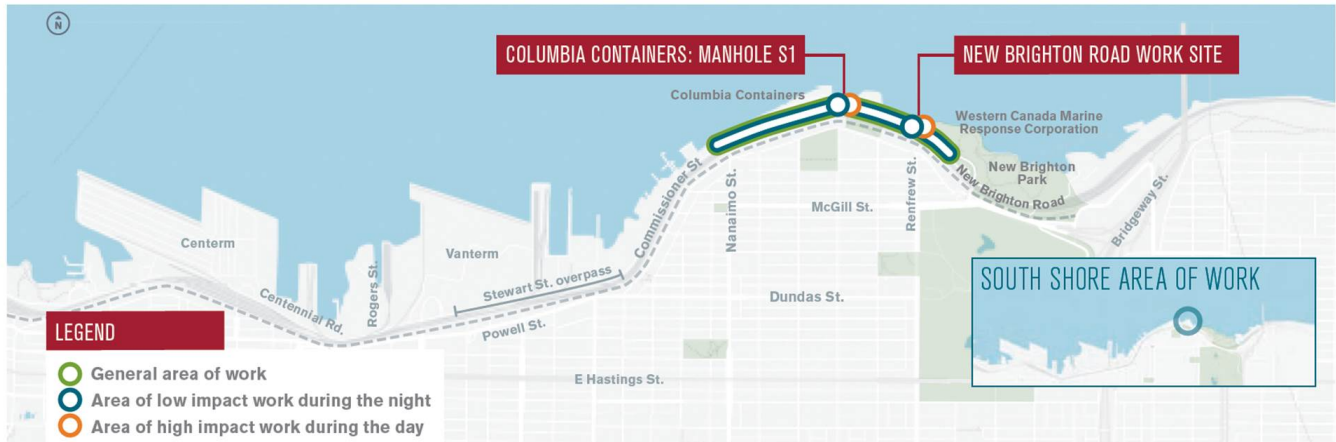 N
COLUMBIA CONTAINERS: MANHOLE S1
NEW BRIGHTON ROAD WORK SITE
Columbia Containers
Western Canada Marine
Response Corporation
New Brighton
Park
New Brighton Road
Commissioner St
Nanaimo St.
McGill St.
Renfrew St.
Bridgeway St.
Centerm
Vanterm
Rogers St.
Centennial Rd.
Stewart St. overpass
Powell St.
Dundas St.
E Hastings St.
SOUTH SHORE AREA OF WORK
LEGEND
General area of work
Area of low impact work during the night
Area of high impact work during the day